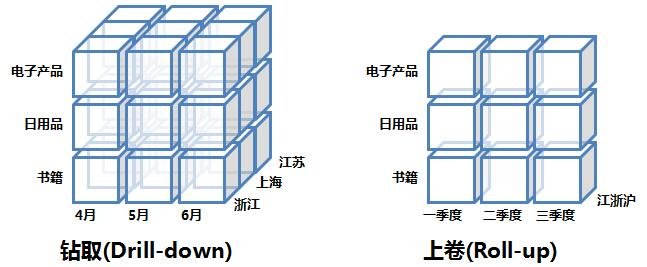 电子产品
日用品
书籍
4月
5月
6月
浙江
上海
江苏
钻取(Drill-down)
电子产品
日用品
书籍
一季度
二季度
三季度
江浙沪
上卷(Roll-up)